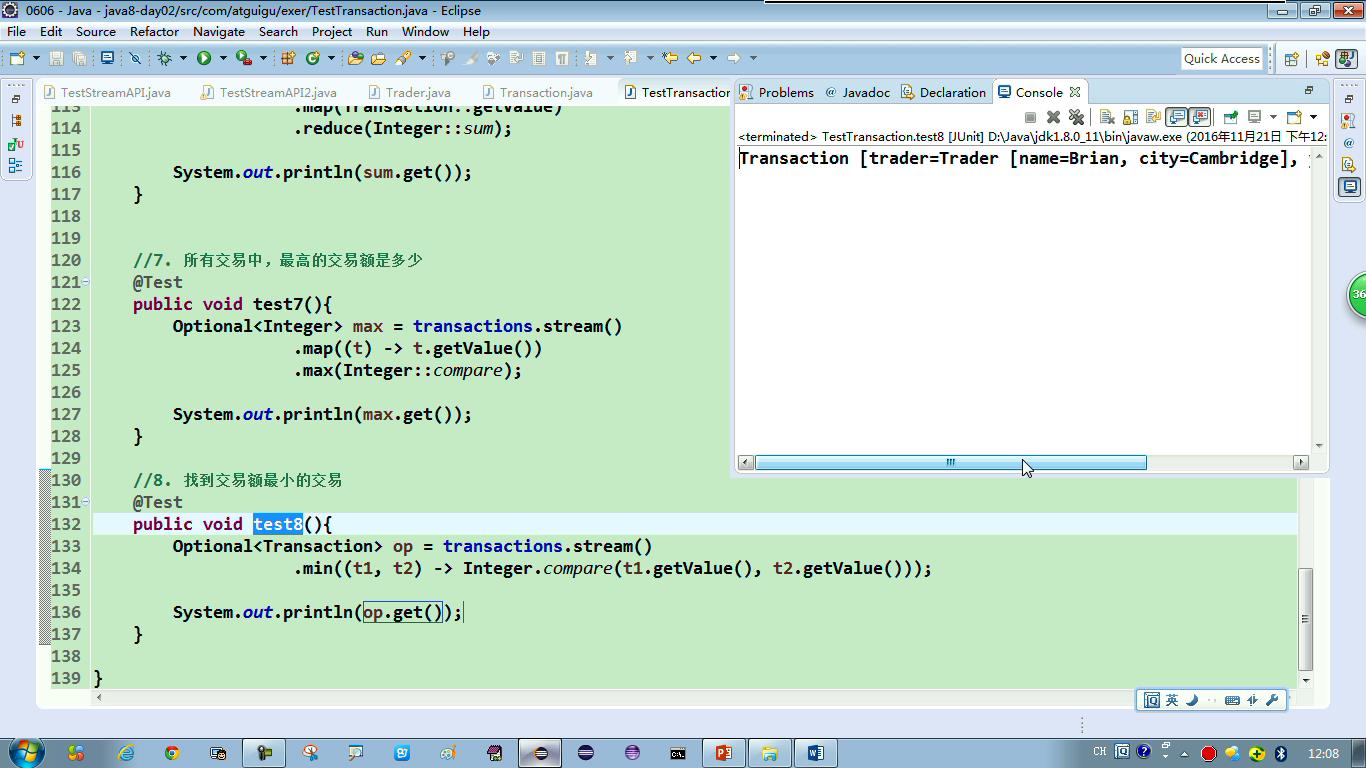 0606 - Java - java8-day02/src/com/atguigu/exer/TestTransaction.java - Eclipse
File Edit Source Refactor Navigate Search Project Run Window Help
Quick Access
TestStreamAPI.java TestStreamAPI2.java Trader.java Transaction.java TestTransaction
Problems @ Javadoc Declaration Console
<terminated> TestTransaction.test8 [JUnit] D:\Java\jdk1.8.0_11\bin\javaw.exe (2016年11月21日 下午12:
Transaction [trader=Trader [name=Brian, city=Cambridge],
113 .map(Transaction::getValue)
114 .reduce(Integer::sum);
115
116 System.out.println(sum.get());
117 }
118
119
120 //7. 所有交易中，最高的交易额是多少
121 @Test
122 public void test7(){
123 Optional<Integer> max = transactions.stream()
124 .map((t) -> t.getValue())
125 .max(Integer::compare);
126
127 System.out.println(max.get());
128 }
129
130 //8. 找到交易额最小的交易
131 @Test
132 public void test8(){
133 Optional<Transaction> op = transactions.stream()
134 .min((t1, t2) -> Integer.compare(t1.getValue(), t2.getValue()));
135
136 System.out.println(op.get());
137 }
138
139 }
36
英
CH 12:08